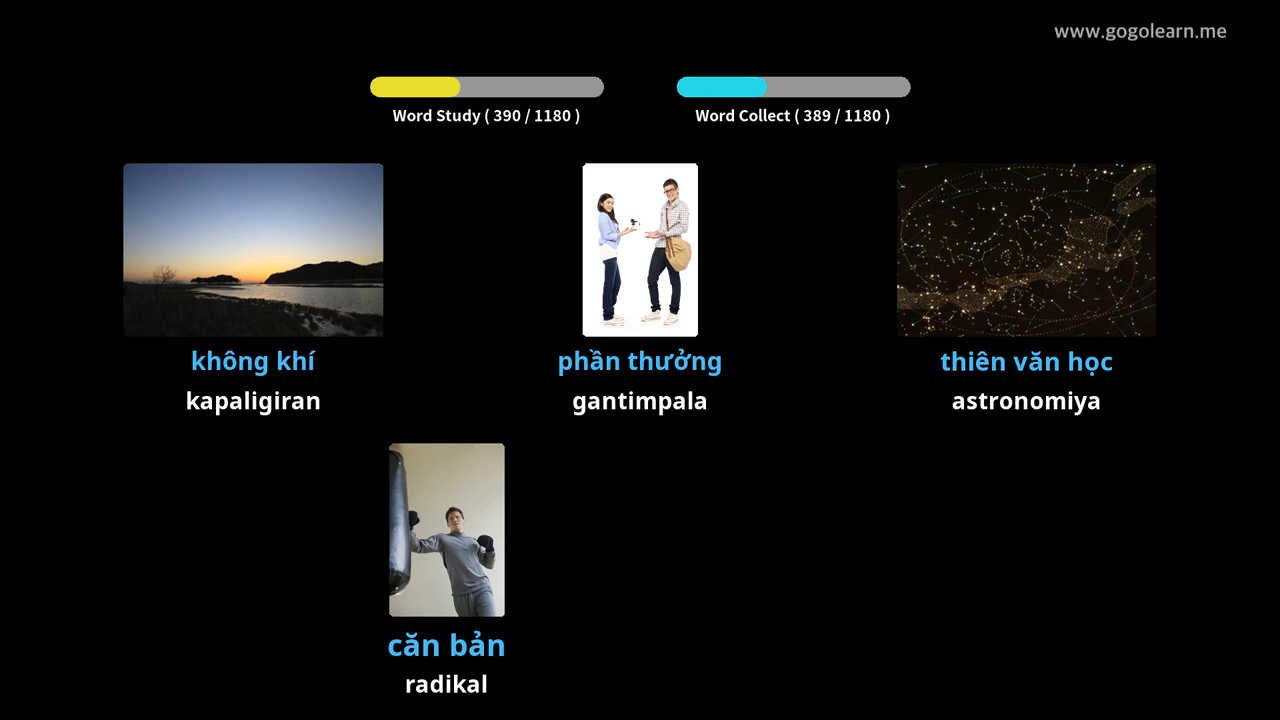 www.gogolearn.me
Word Study ( 390 / 1180 )
Word Collect ( 389 / 1180 )
không khí
kapaligiran
phần thưởng
gantimpala
thiên văn học
astronomiya
căn bản
radikal